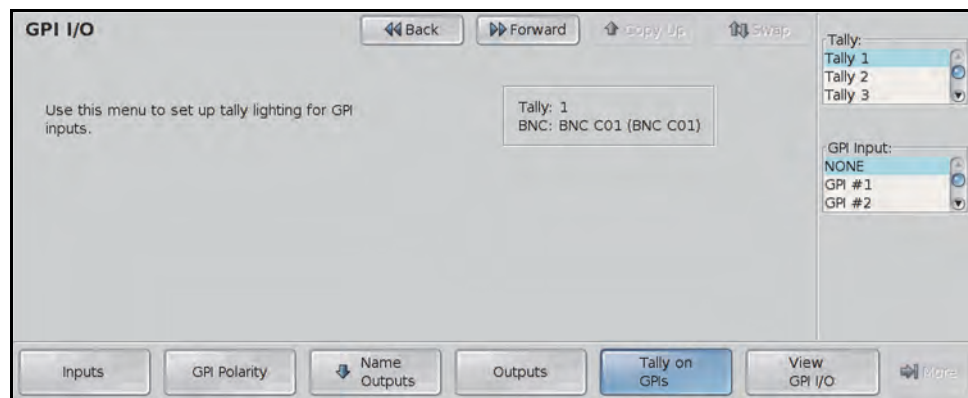 GPI I/O
Back
Forward
Copy Up
Swap
Use this menu to set up tally lighting for GPI
inputs.
Tally: 1
BNC: BNC C01 (BNC C01)
Tally:
Tally 1
Tally 2
Tally 3
GPI Input:
NONE
GPI #1
GPI #2
Inputs
GPI Polarity
Name
Outputs
Outputs
Tally on
GPIs
View
GPI I/O
More